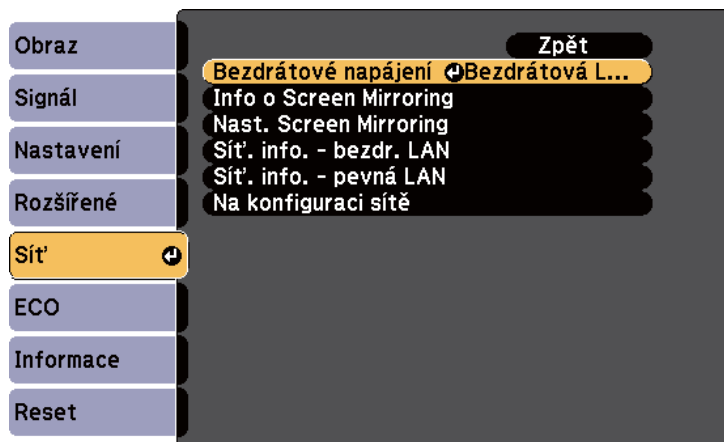 Obraz
Signál
Nastavení
Rozšířené
Síť
ECO
Informace
Reset
Zpět
Bezdrátové napájení Bezdrátová L...
Info o Screen Mirroring
Nast. Screen Mirroring
Síť. info. - bezdr. LAN
Síť. info. - pevná LAN
Na konfiguraci sítě